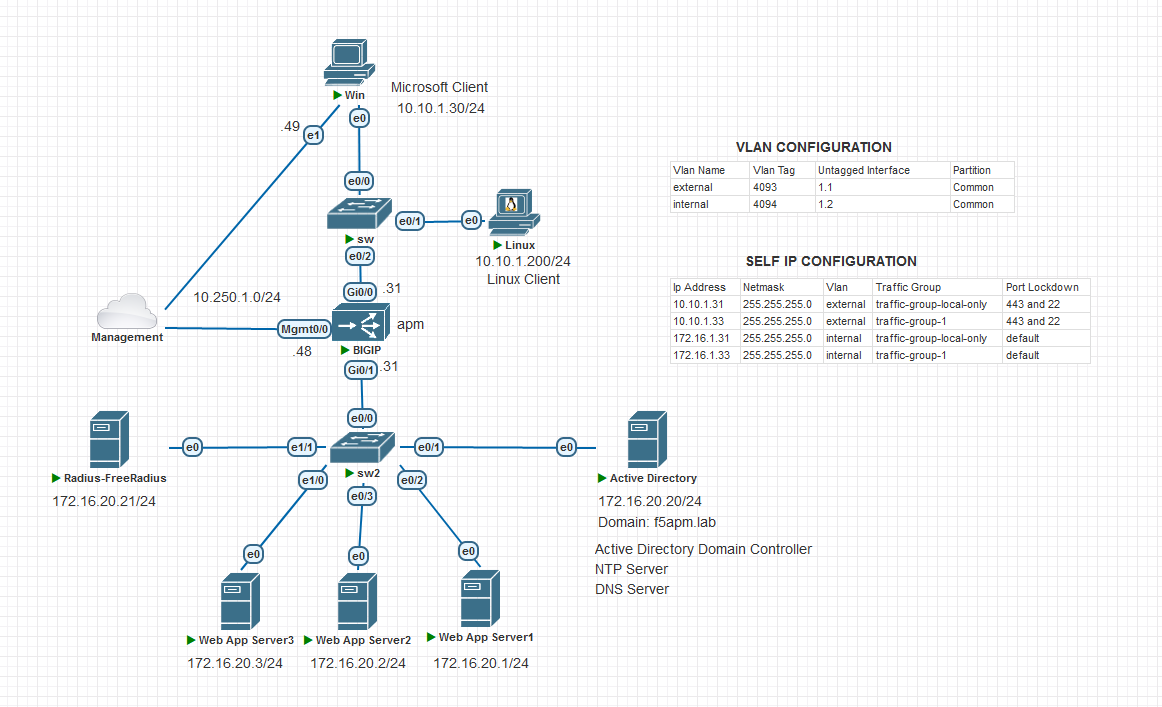 Win
Microsoft Client
10.10.1.30/24
e0
.49
e1
e0/0
sw
e0/1
e0
Linux
10.10.1.200/24
Linux Client
e0/2
Gi0/0
.31
10.250.1.0/24
Management
Mgmt0/0
.48
apm
BIGIP
Gi0/1
.31
e0/0
Radius-FreeRadius
172.16.20.21/24
e0
e1/1
sw2
e0/1
e0
Active Directory
172.16.20.20/24
Domain: f5apm.lab
Active Directory Domain Controller
NTP Server
DNS Server
e1/0
e0/3
e0/2
e0
e0
e0
Web App Server3
172.16.20.3/24
Web App Server2
172.16.20.2/24
Web App Server1
172.16.20.1/24
VLAN CONFIGURATION
Vlan Name Vlan Tag Untagged Interface Partition
external 4093 1.1 Common
internal 4094 1.2 Common
SELF IP CONFIGURATION
Ip Address Netmask Vlan Traffic Group Port Lockdown
10.10.1.31 255.255.255.0 external traffic-group-local-only 443 and 22
10.10.1.33 255.255.255.0 external traffic-group-1 443 and 22
172.16.1.31 255.255.255.0 internal traffic-group-local-only default
172.16.1.33 255.255.255.0 internal traffic-group-1 default